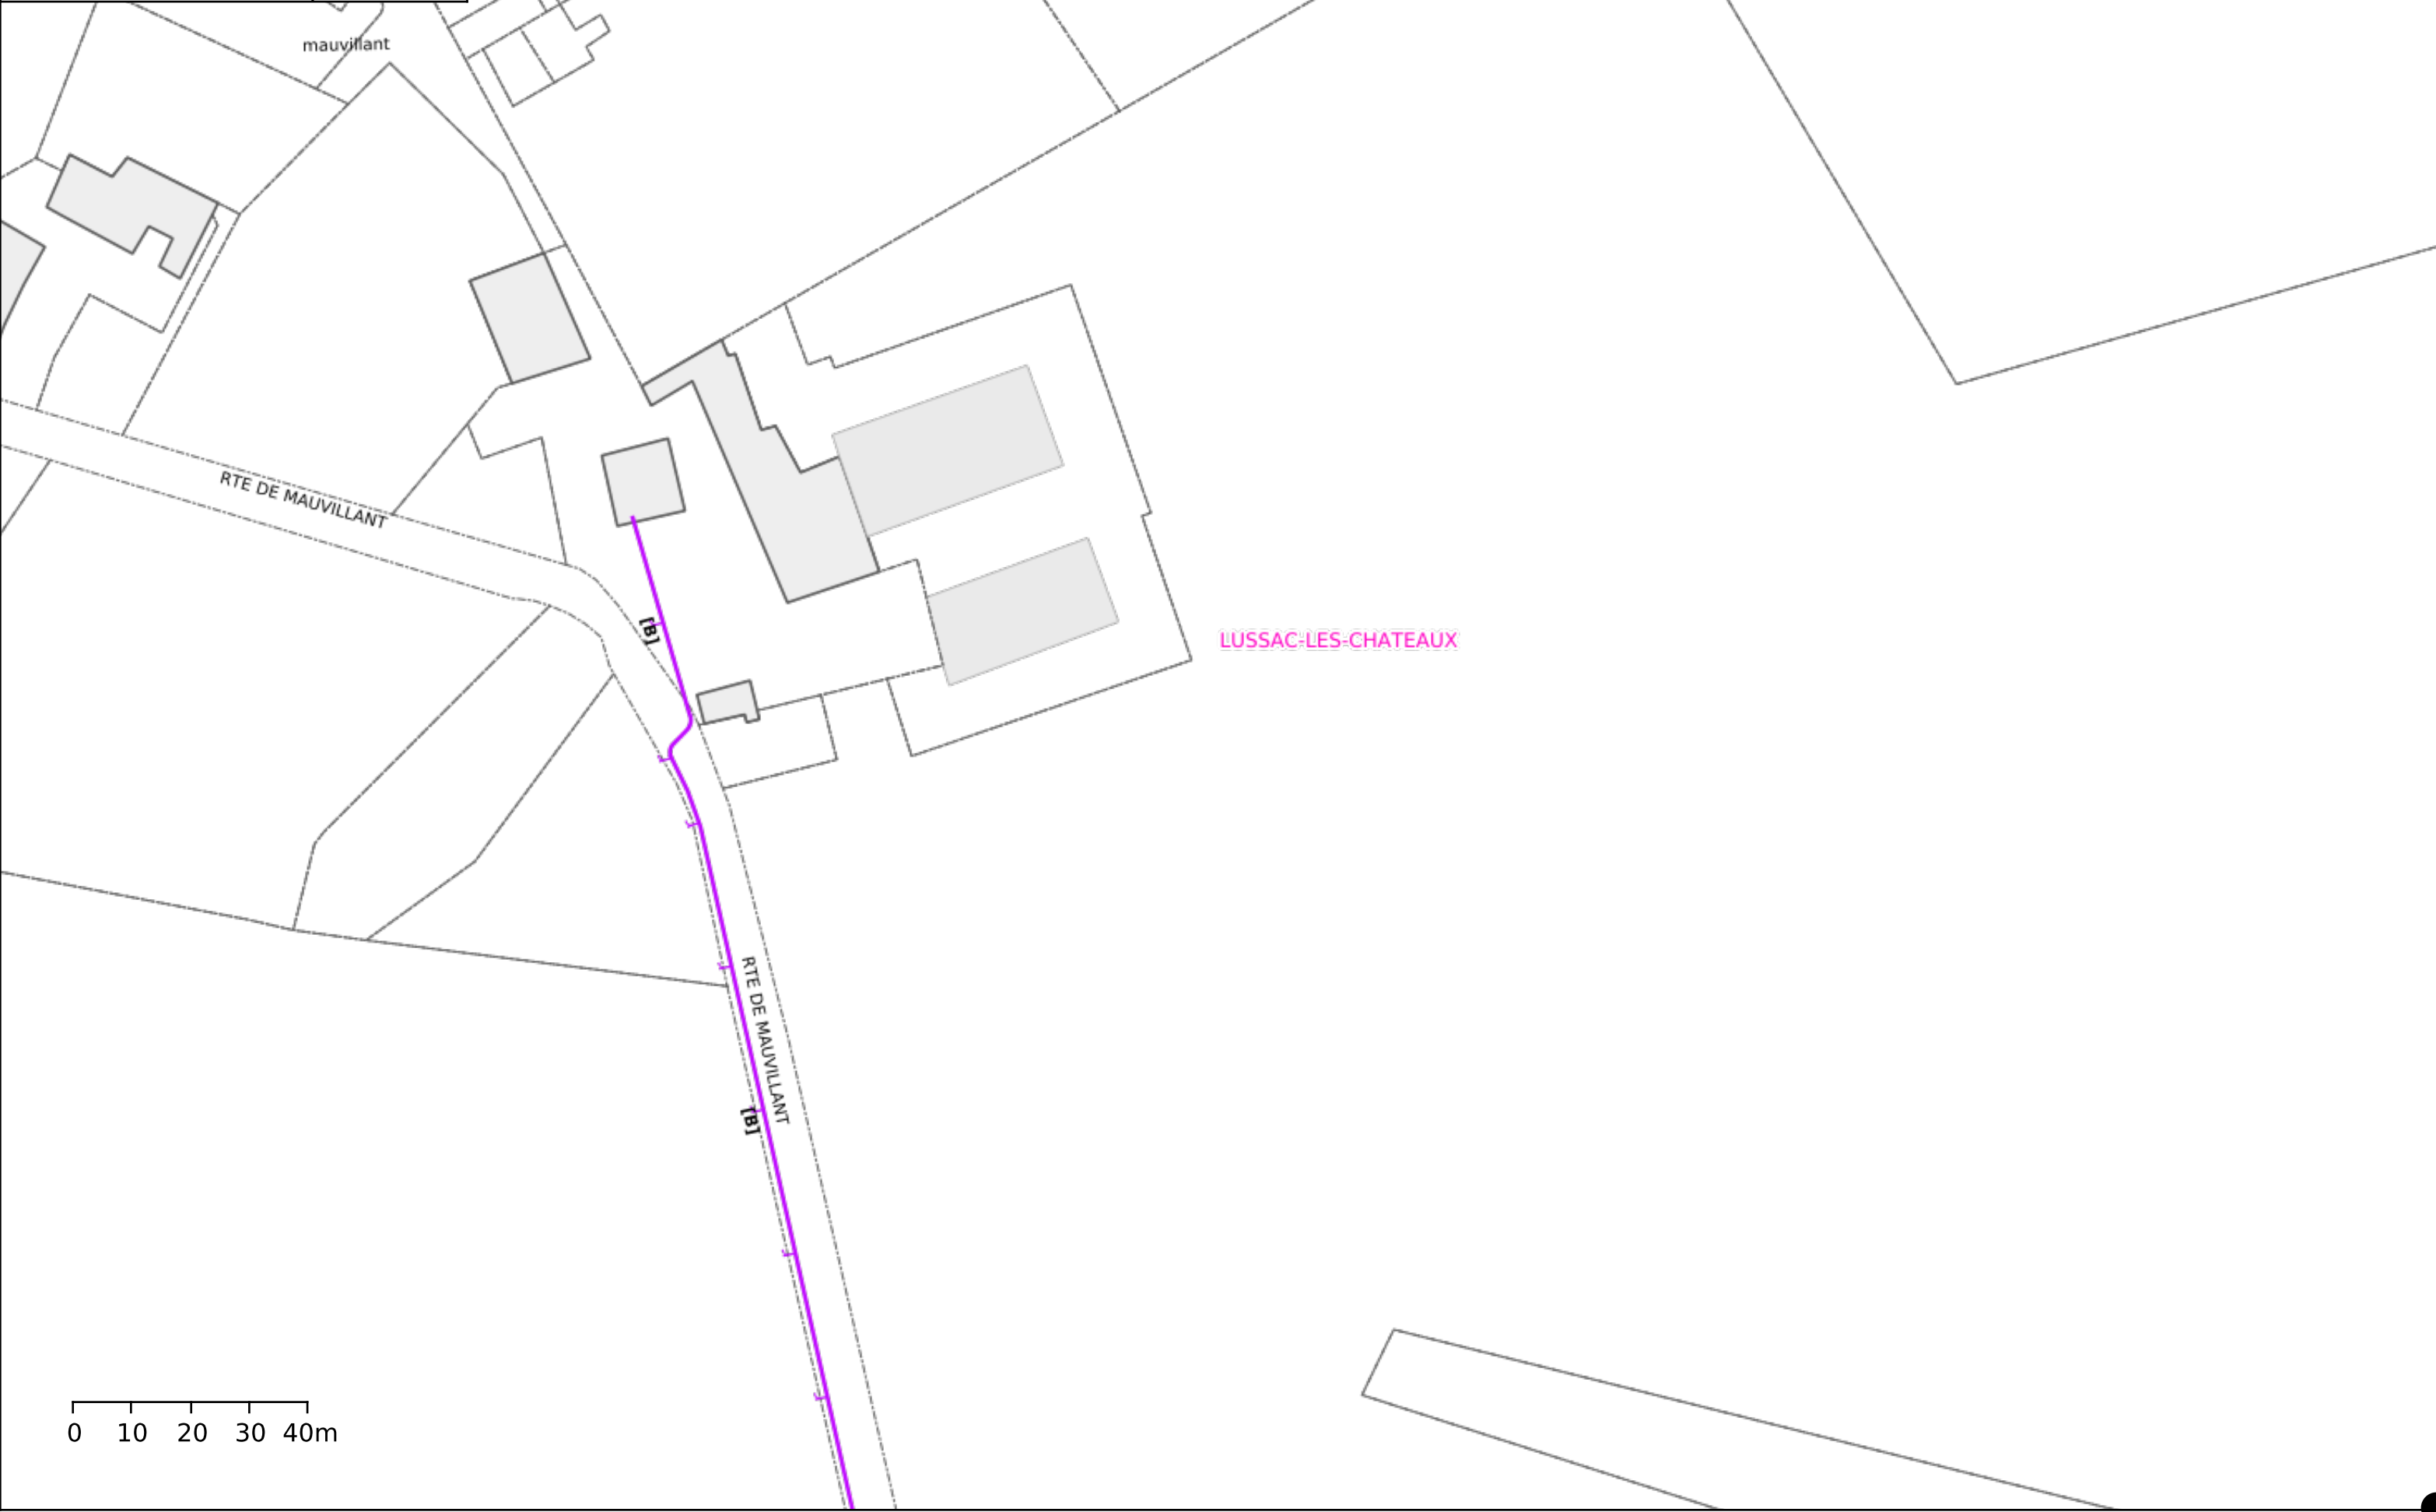 mauvillant
RTE DE MAUVILLANT
[B]
LUSSAC-LES-CHATEAUX
RTE DE MAUVILLANT
[B]
0 10 20 30 40m